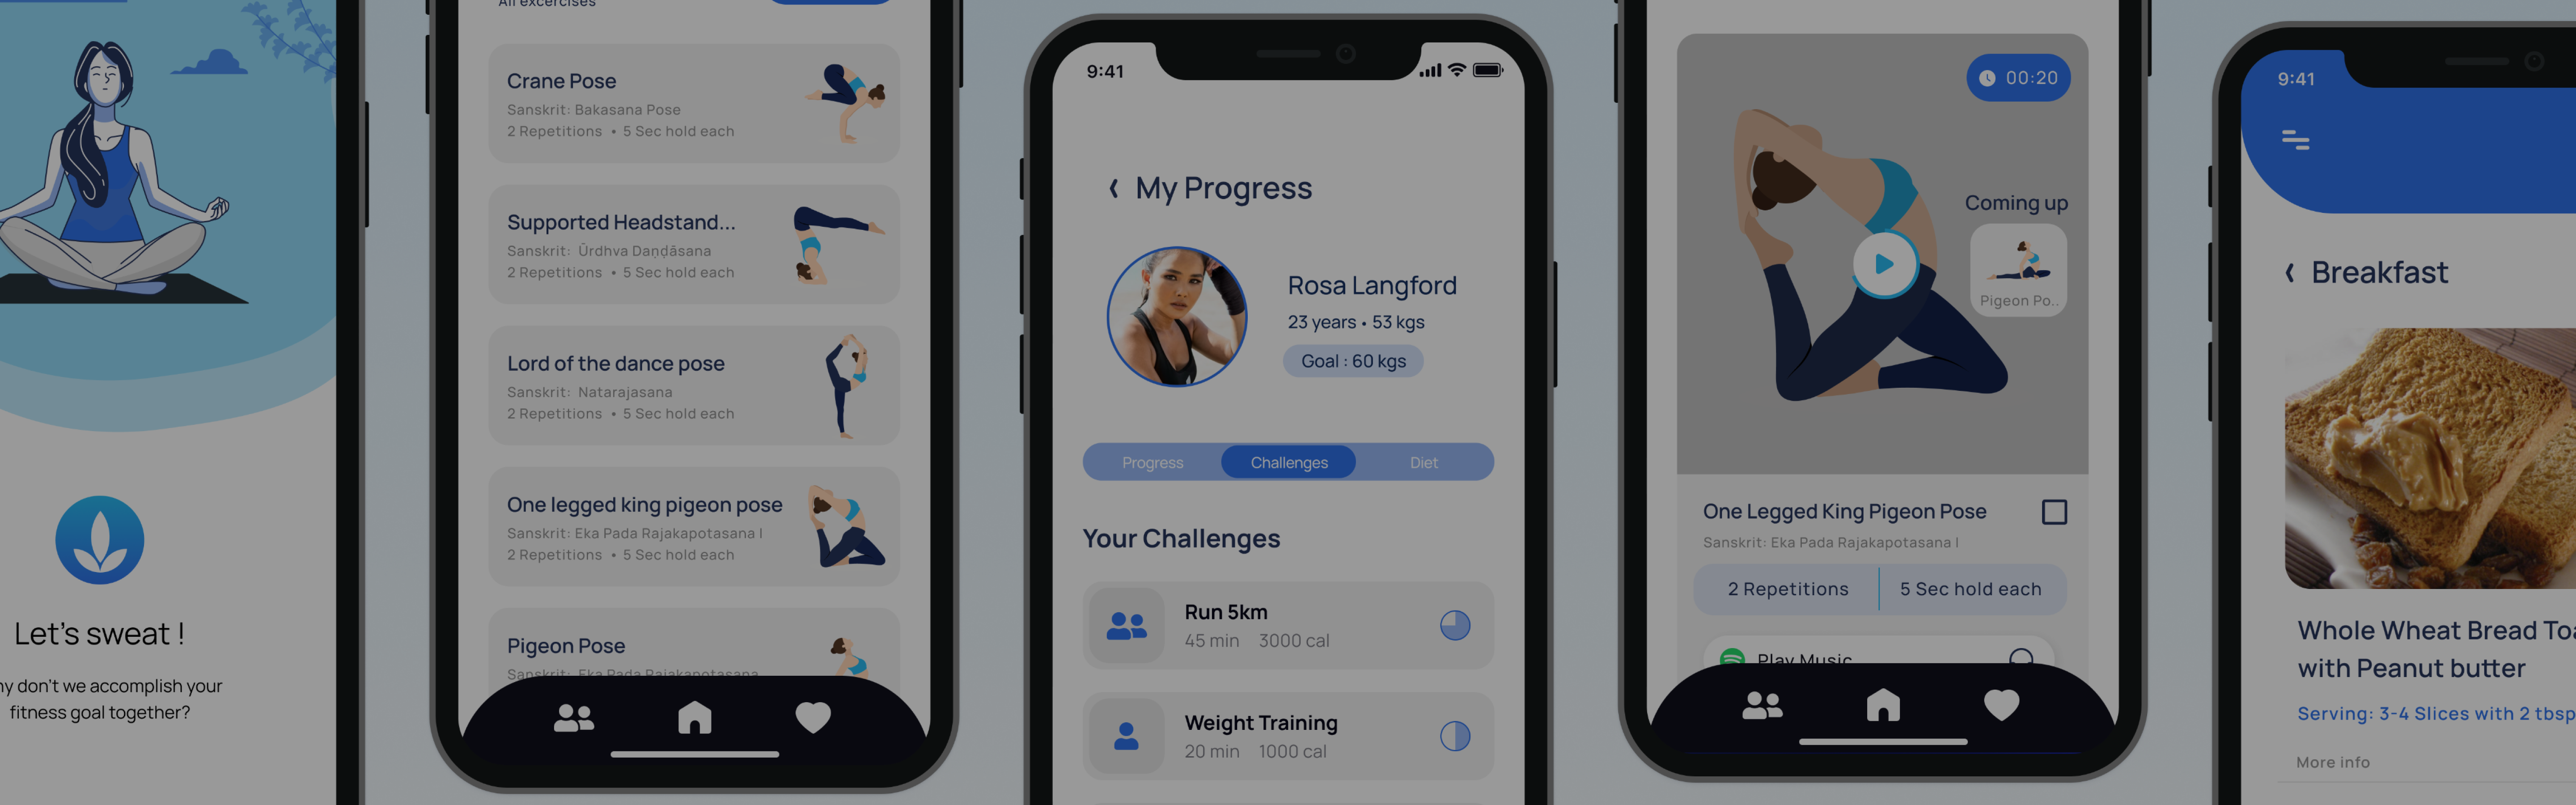 Let's sweat !
don't we accomplish your
fitness goal together?
All excercises
Crane Pose
Sanskrit: Bakasana Pose
2 Repetitions • 5 Sec hold each
Supported Headstand...
Sanskrit: Ūrdhva Daṇḍāsana
2 Repetitions • 5 Sec hold each
Lord of the dance pose
Sanskrit: Natarajasana
2 Repetitions • 5 Sec hold each
One legged king pigeon pose
Sanskrit: Eka Pada Rajakapotasana I
2 Repetitions • 5 Sec hold each
Pigeon Pose
Sanskrit: Eka Pada Rajakapotasana
9:41
My Progress
Rosa Langford
23 years • 53 kgs
Goal : 60 kgs
Progress
Challenges
Diet
Your Challenges
Run 5km
45 min 3000 cal
Weight Training
20 min 1000 cal
00:20
Coming up
Pigeon Po..
One Legged King Pigeon Pose
Sanskrit: Eka Pada Rajakapotasana I
2 Repetitions
5 Sec hold each
Play Music
9:41
Breakfast
Whole Wheat Bread
with Peanut butter
Serving: 3-4 Slices with 2 tbsp
More info